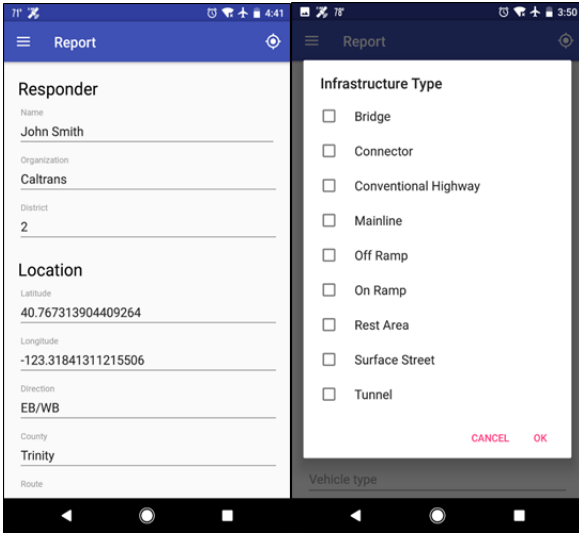 71° 4:41
Report
Responder
Name
John Smith
Organization
Caltrans
District
2
Location
Latitude
40.767313904409264
Longitude
-123.31841311215506
Direction
EB/WB
County
Trinity
Route
78° 3:50
Report
Infrastructure Type
Bridge
Connector
Conventional Highway
Mainline
Off Ramp
On Ramp
Rest Area
Surface Street
Tunnel
CANCEL OK
Vehicle type